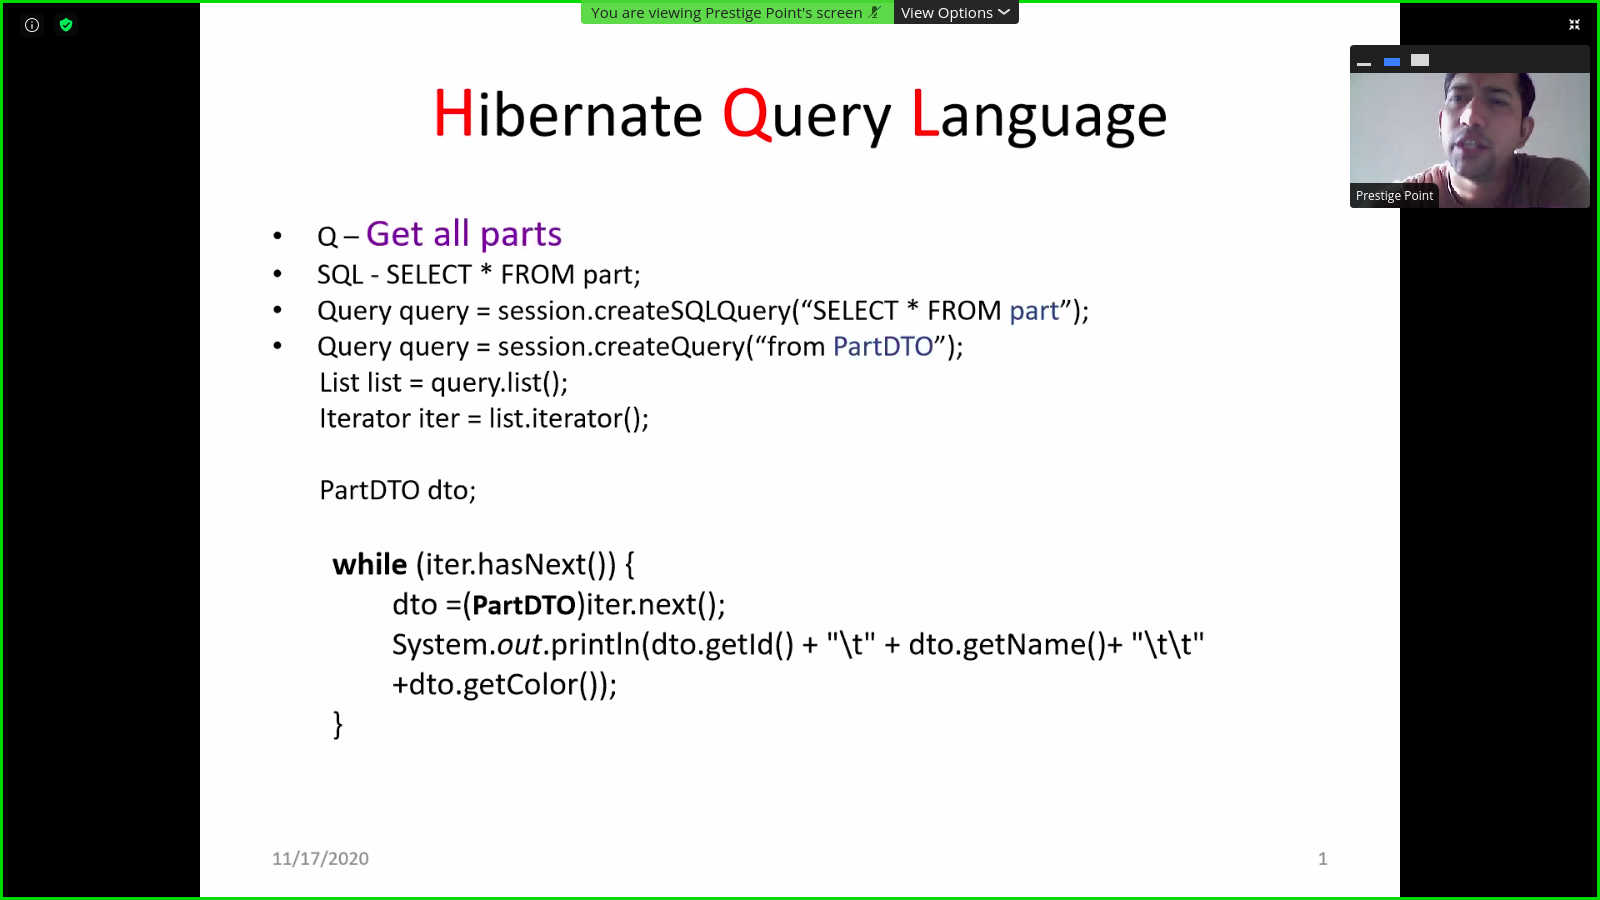 You are viewing Prestige Point's screen View Options
Hibernate Query Language
Prestige Point
• Q – Get all parts
• SQL - SELECT * FROM part;
• Query query = session.createSQLQuery(“SELECT * FROM part”);
• Query query = session.createQuery(“from PartDTO”);
List list = query.list();
Iterator iter = list.iterator();
PartDTO dto;
while (iter.hasNext()) {
dto =(PartDTO)iter.next();
System.out.println(dto.getId() + "\t" + dto.getName()+ "\t\t"
+dto.getColor());
}
11/17/2020 1